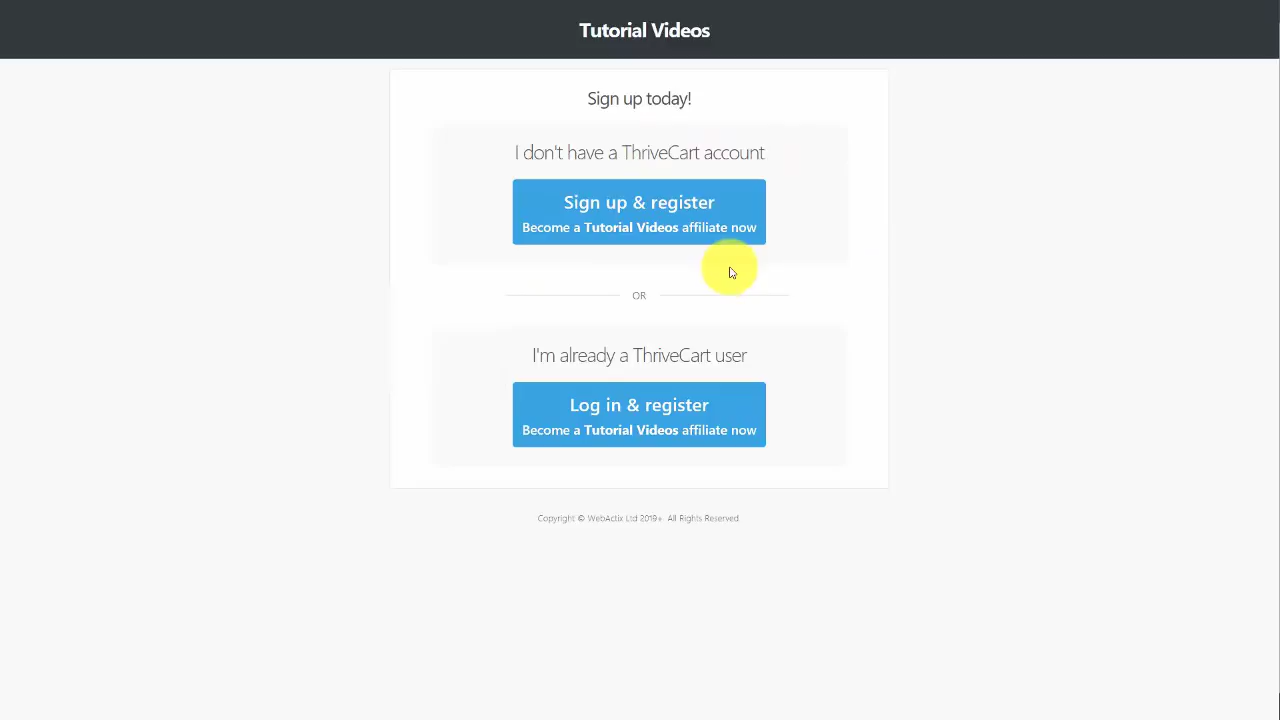 Tutorial Videos
Sign up today!
I don't have a ThriveCart account
Sign up & register
Become a Tutorial Videos affiliate now
OR
I'm already a ThriveCart user
Log in & register
Become a Tutorial Videos affiliate now
Copyright © WebActix Ltd 2019+ All Rights Reserved